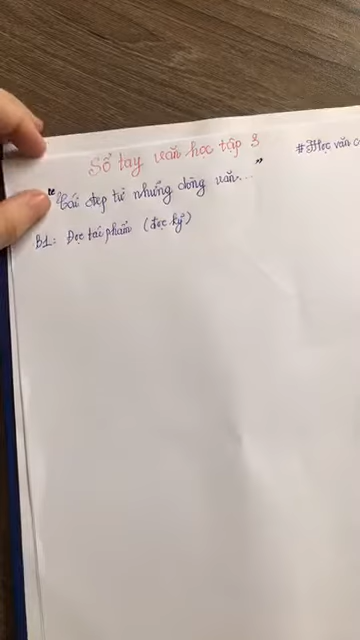 Sổ tay văn học tập 3
#Học văn c
"Cái đẹp từ những dòng văn..."
B1: Đọc tác phẩm (đọc kỹ)